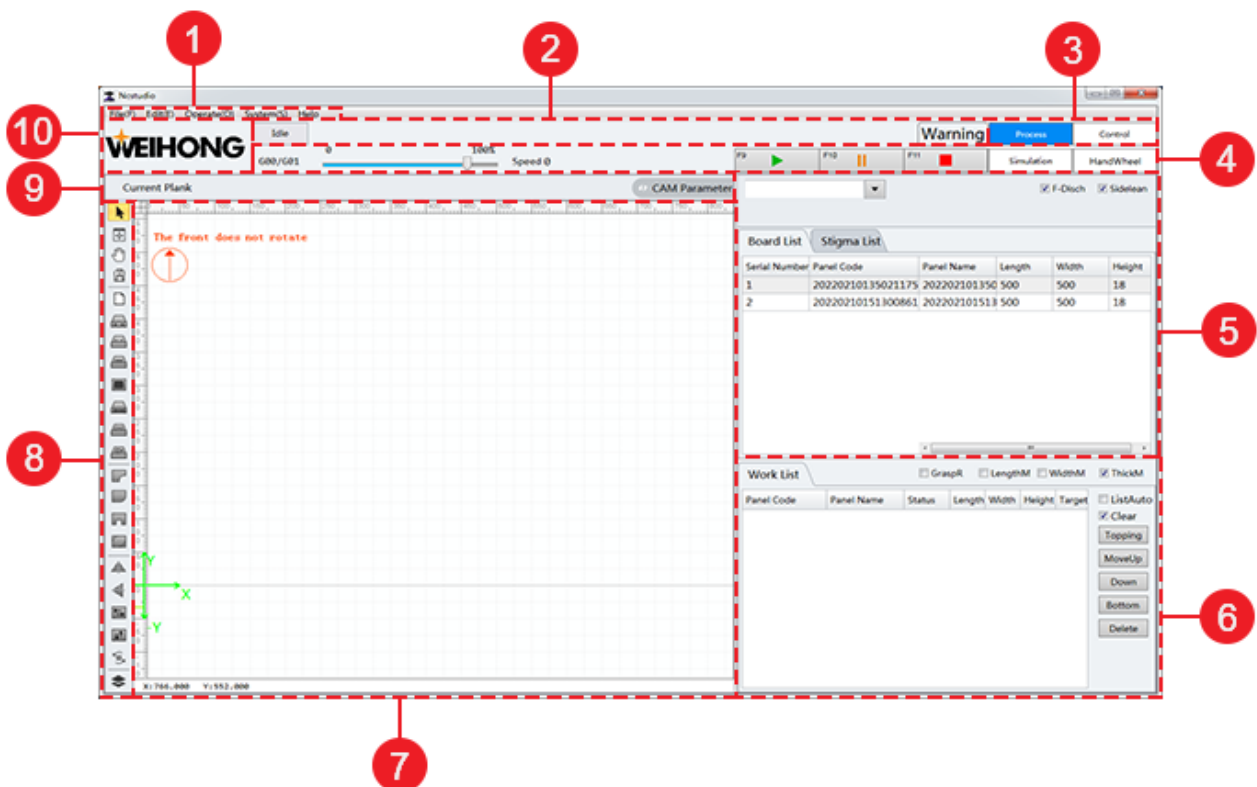 1
2
3
Ncstudio
File(F) Edit(E) Operate(O) System(S) Help
10
WEIHONG
Idle
Warning
Process
Control
0
100%
G00/G01
Speed 0
F9
F10
F11
Simulation
HandWheel
4
9
Current Plank
CAM Parameter
F-Disch
Sidelean
The front does not rotate
Board List
Stigma List
Serial Number Panel Code Panel Name Length Width Height
1 20220210135021175 202202101350 500 500 18
2 20220210151300861 202202101513 500 500 18
5
8
Work List
GraspR
LengthM
WidthM
ThickM
Panel Code Panel Name Status Length Width Height Target
ListAuto
Clear
Topping
MoveUp
Down
Bottom
Delete
Y
X
-Y
6
X:766.000 Y:552.000
7